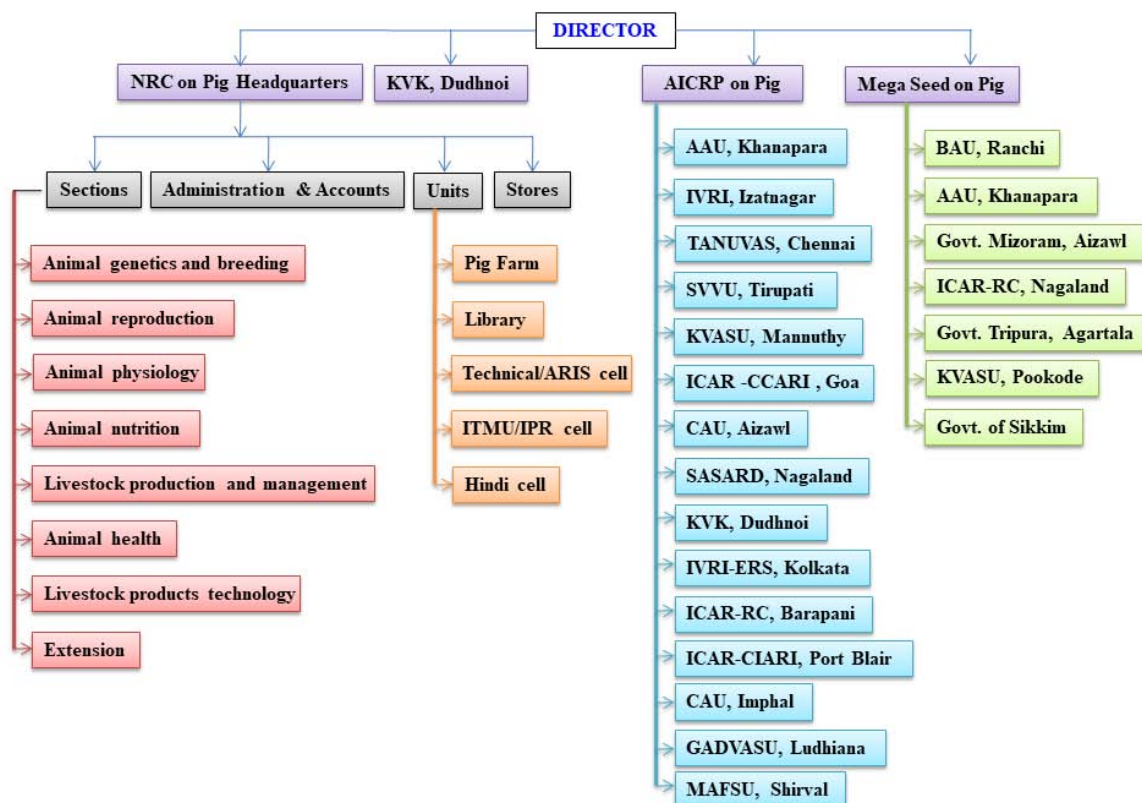 DIRECTOR
NRC on Pig Headquarters
KVK, Dudhnoi
AICRP on Pig
Mega Seed on Pig
Sections
Administration & Accounts
Units
Stores
Animal genetics and breeding
Animal reproduction
Animal physiology
Animal nutrition
Livestock production and management
Animal health
Livestock products technology
Extension
Pig Farm
Library
Technical/ARIS cell
ITMU/IPR cell
Hindi cell
AAU, Khanapara
IVRI, Izatnagar
TANUVAS, Chennai
SVVU, Tirupati
KVASU, Mannuthy
ICAR -CCARI , Goa
CAU, Aizawl
SASARD, Nagaland
KVK, Dudhnoi
IVRI-ERS, Kolkata
ICAR-RC, Barapani
ICAR-CIARI, Port Blair
CAU, Imphal
GADVASU, Ludhiana
MAFSU, Shirval
BAU, Ranchi
AAU, Khanapara
Govt. Mizoram, Aizawl
ICAR-RC, Nagaland
Govt. Tripura, Agartala
KVASU, Pookode
Govt. of Sikkim